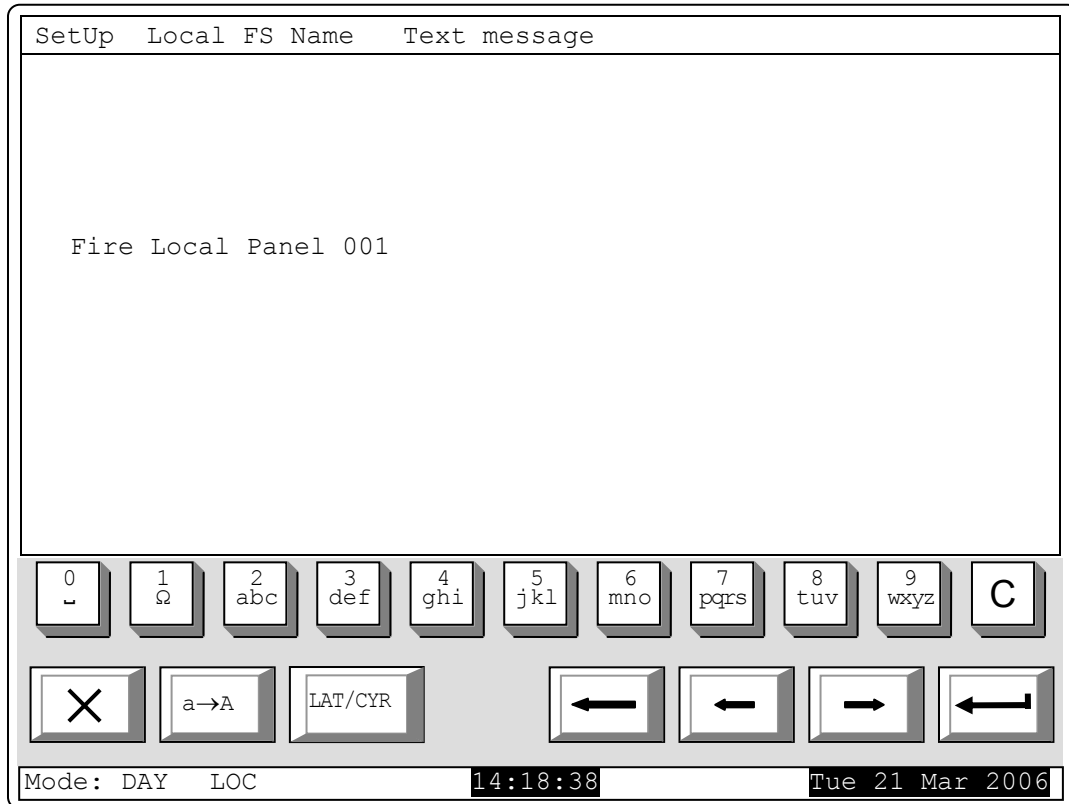 SetUp Local FS Name Text message
Fire Local Panel 001
0 1 2 3 4 5 6 7 8 9 C
␣ Ω abc def ghi jkl mno pqrs tuv wxyz
a→A LAT/CYR
Mode: DAY LOC 14:18:38 Tue 21 Mar 2006